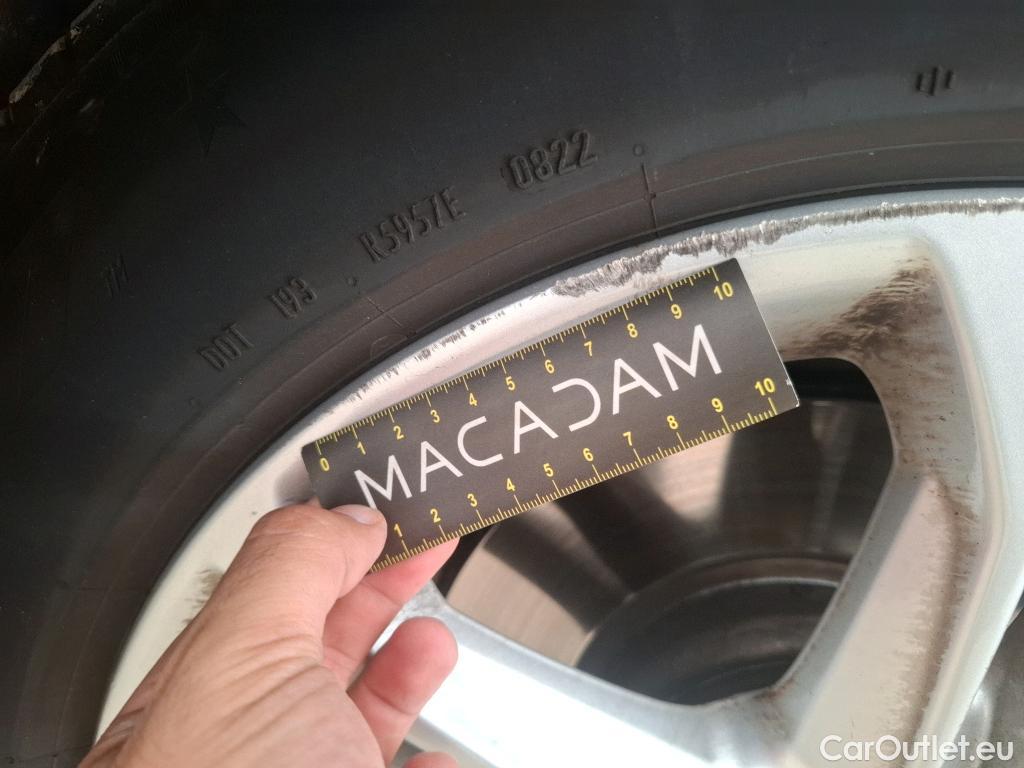 DOT 193 . R5957E 0822 .
TM
0 1 2 3 4 5 6 7 8 9 10
MACADAM
1 2 3 4 5 6 7 8 9 10
CarOutlet.eu